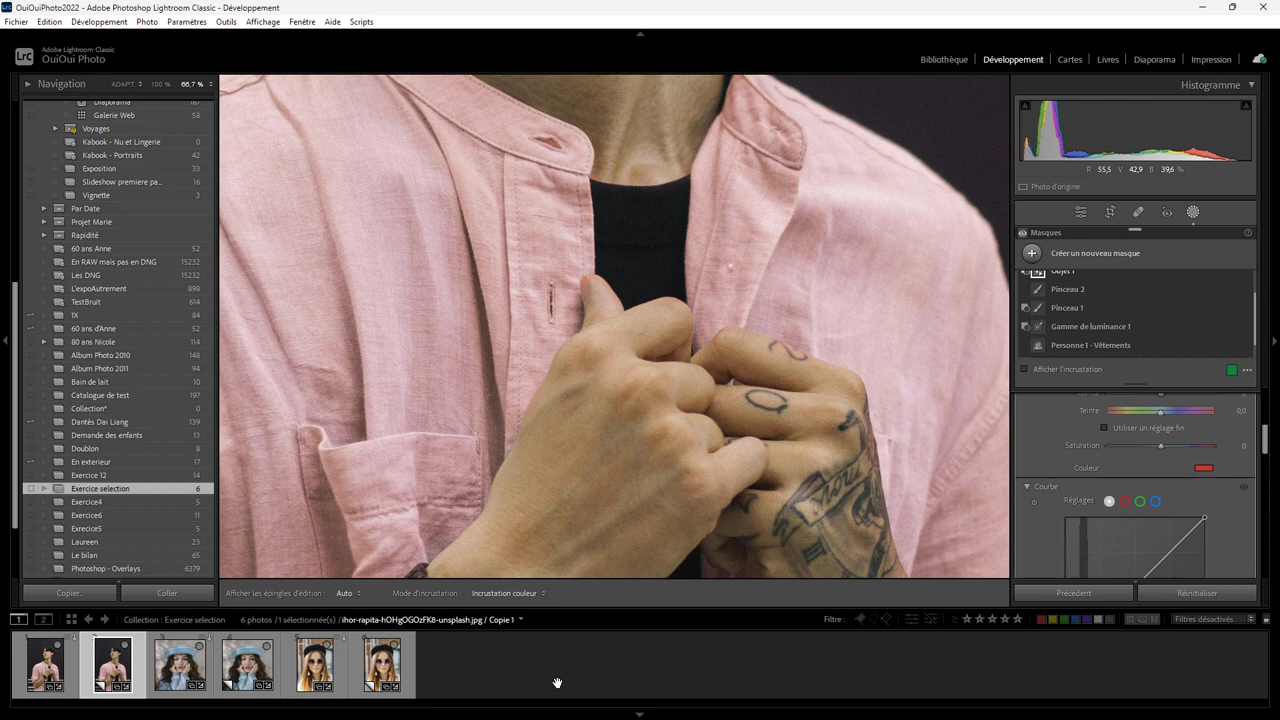 OuiOuiPhoto2022 - Adobe Photoshop Lightroom Classic - Développement
Fichier Edition Développement Photo Paramètres Outils Affichage Fenêtre Aide Scripts
Lrc Adobe Lightroom Classic
OuiOui Photo
Bibliothèque Développement Cartes Livres Diaporama Impression
Navigation ADAPT 100 % 66,7 %
Diaporama 187
Galerie Web 58
Voyages
Kabook - Nu et Lingerie 0
Kabook - Portraits 42
Exposition 33
Slideshow premiere pa... 16
Vignette 3
Par Date
Projet Marie
Rapidité
60 ans Anne 52
En RAW mais pas en DNG 15232
Les DNG 15232
L'expoAutrement 898
TestBruit 614
1X 84
60 ans d'Anne 52
80 ans Nicole 114
Album Photo 2010 148
Album Photo 2011 94
Bain de lait 10
Catalogue de test 197
Collection* 0
Dantès Dai Liang 139
Demande des enfants 13
Doublon 8
En exterieur 17
Exercice 12 14
Exercice selection 6
Exercice4 5
Exercice6 11
Exrecice5 5
Laureen 23
Le bilan 65
Photoshop - Overlays 6379
Copier... Coller
Histogramme
R 55,5 V 42,9 B 39,6 %
Photo d'origine
Masques
Créer un nouveau masque
Objet 1
Pinceau 2
Pinceau 1
Gamme de luminance 1
Personne 1 - Vêtements
Afficher l'incrustation
Teinte 0,0
Utiliser un réglage fin
Saturation 0
Couleur
Courbe
Réglages
Précédent Réinitialiser
Afficher les épingles d'édition : Auto Mode d'incrustation : Incrustation couleur
1 2 Collection : Exercice selection 6 photos /1 sélectionnée(s) /ihor-rapita-hOHgOGOzFK8-unsplash.jpg / Copie 1 Filtre : Filtres désactivés